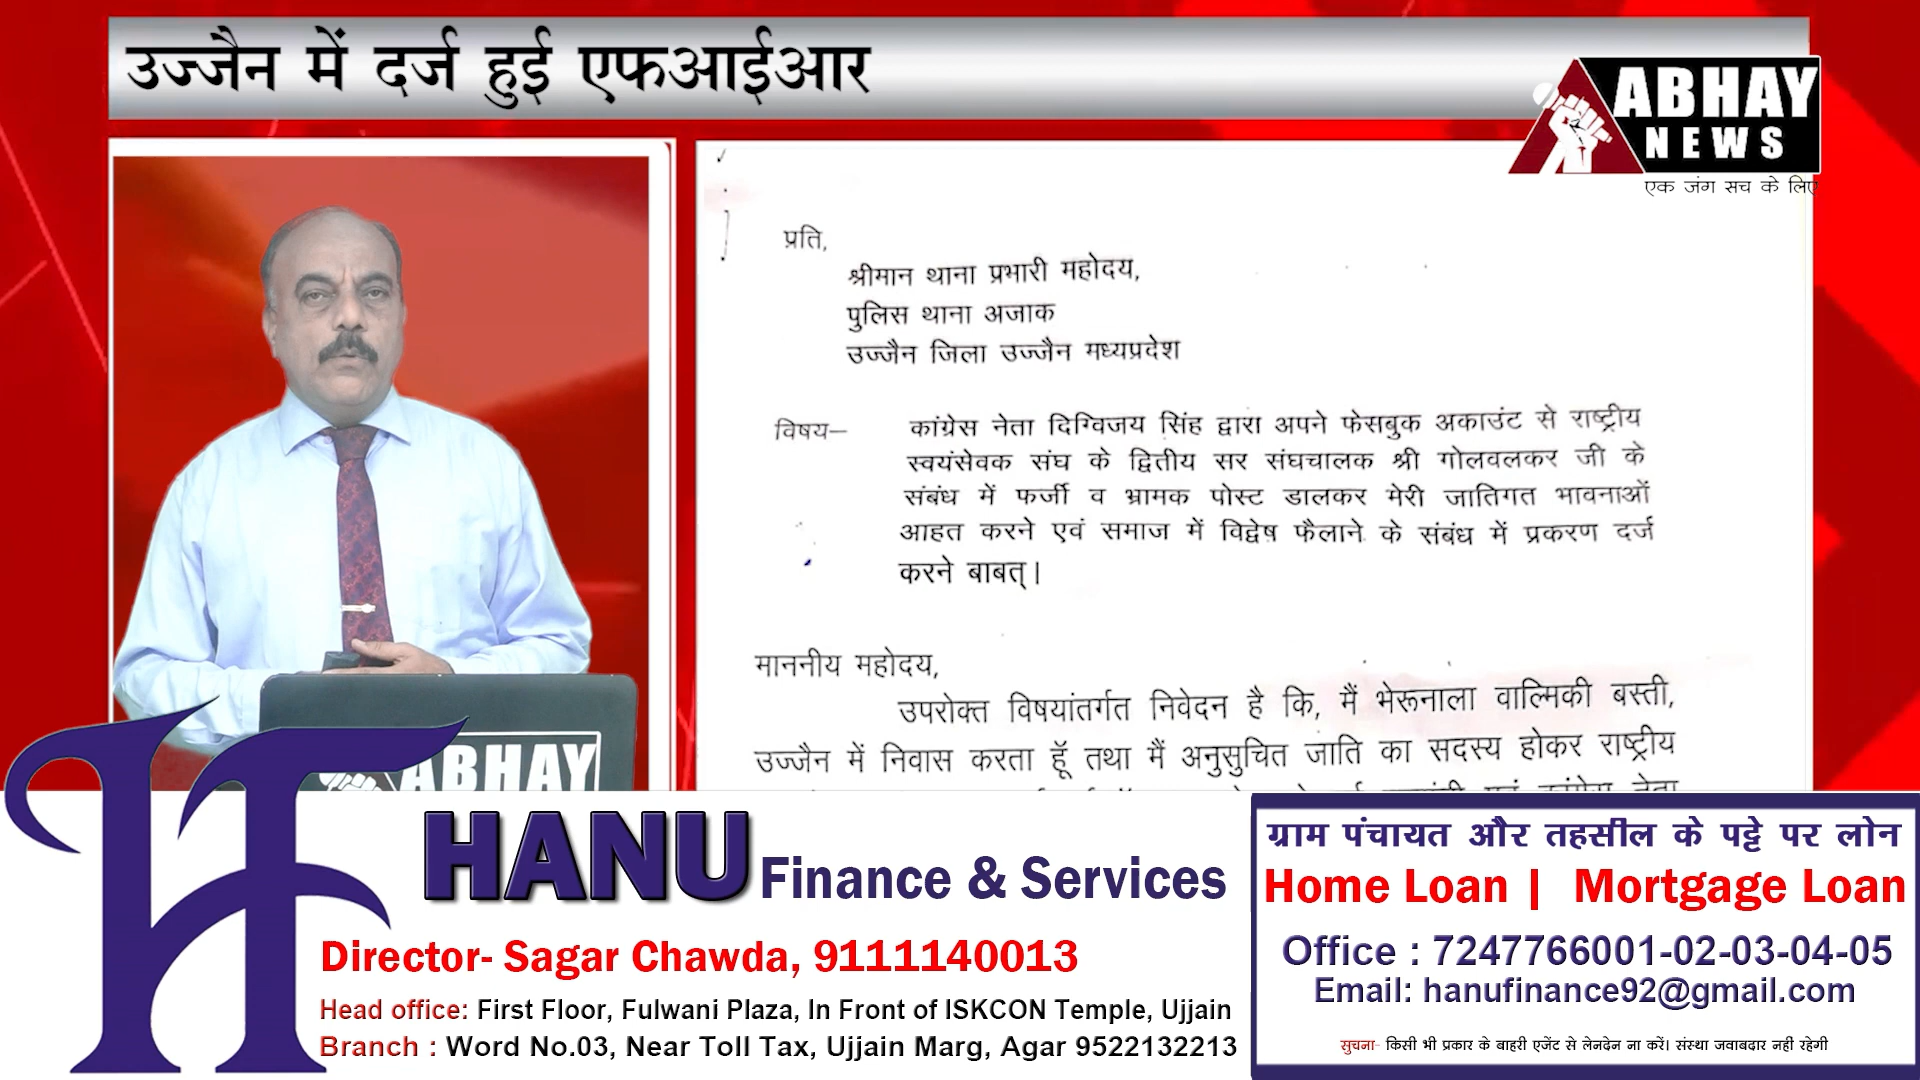 उज्जैन में दर्ज हुई एफआईआर
ABHAY
NEWS
एक जंग सच के लिए
प्रति,
श्रीमान थाना प्रभारी महोदय,
पुलिस थाना अजाक
उज्जैन जिला उज्जैन मध्यप्रदेश
विषय– कांग्रेस नेता दिग्विजय सिंह द्वारा अपने फेसबुक अकाउंट से राष्ट्रीय
स्वयंसेवक संघ के द्वितीय सर संघचालक श्री गोलवलकर जी के
संबंध में फर्जी व भ्रामक पोस्ट डालकर मेरी जातिगत भावनाओं
आहत करने एवं समाज में विद्वेष फैलाने के संबंध में प्रकरण दर्ज
करने बाबत्।
माननीय महोदय,
उपरोक्त विषयांतर्गत निवेदन है कि, मैं भेरूनाला वाल्मिकी बस्ती,
उज्जैन में निवास करता हूॅ तथा मैं अनुसुचित जाति का सदस्य होकर राष्ट्रीय
कांग्रेस नेता
ABHAY
HF
HANU Finance & Services
Director- Sagar Chawda, 9111140013
Head office: First Floor, Fulwani Plaza, In Front of ISKCON Temple, Ujjain
Branch : Word No.03, Near Toll Tax, Ujjain Marg, Agar 9522132213
ग्राम पंचायत और तहसील के पट्टे पर लोन
Home Loan | Mortgage Loan
Office : 7247766001-02-03-04-05
Email: hanufinance92@gmail.com
सुचना- किसी भी प्रकार के बाहरी एजेंट से लेनदेन ना करें। संस्था जवाबदार नही रहेगी